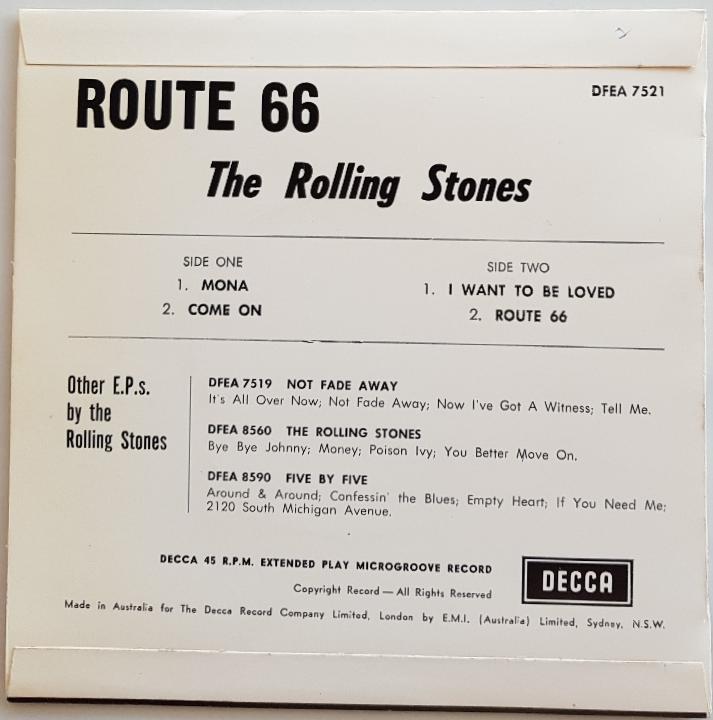 ROUTE 66
DFEA 7521
The Rolling Stones
SIDE ONE
1. MONA
2. COME ON
SIDE TWO
1. I WANT TO BE LOVED
2. ROUTE 66
Other E.P.s.
by the
Rolling Stones
DFEA 7519 NOT FADE AWAY
It's All Over Now; Not Fade Away; Now I've Got A Witness; Tell Me.
DFEA 8560 THE ROLLING STONES
Bye Bye Johnny; Money; Poison Ivy; You Better Move On.
DFEA 8590 FIVE BY FIVE
Around & Around; Confessin' the Blues; Empty Heart; If You Need Me;
2120 South Michigan Avenue.
DECCA 45 R.P.M. EXTENDED PLAY MICROGROOVE RECORD
Copyright Record — All Rights Reserved
DECCA
Made in Australia for The Decca Record Company Limited, London by E.M.I. (Australia) Limited, Sydney, N.S.W.